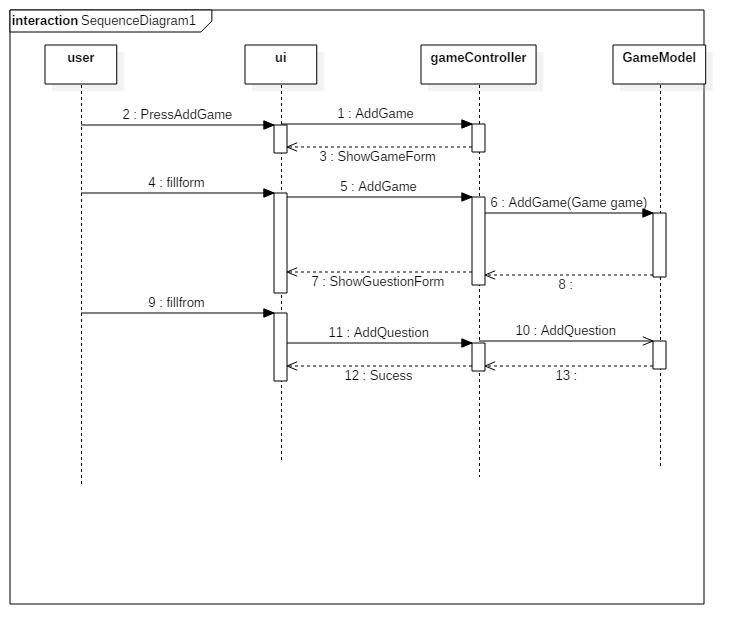 interaction SequenceDiagram1
user
ui
gameController
GameModel
2 : PressAddGame
1 : AddGame
3 : ShowGameForm
4 : fillform
5 : AddGame
6 : AddGame(Game game)
7 : ShowGuestionForm
8 :
9 : fillfrom
11 : AddQuestion
10 : AddQuestion
12 : Sucess
13 :